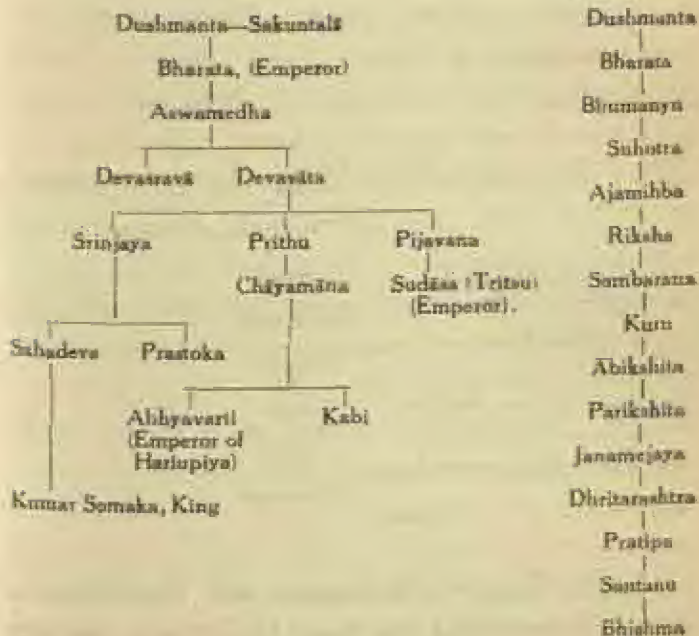 Dushmanta—Sakuntalā
Bharata, (Emperor)
Aswamedha
Devasravā Devavāta
Srinjaya Prithu Pijavana
Chāyamāna Sudāsa (Tritsu)
(Emperor).
Sahadeva Prastoka
Abhyavarti Kabi
(Emperor of
Hariupiya)
Kumar Somaka, King
Dushmanta
Bharata
Bhumanyu
Suhotra
Ajamihba
Riksha
Sambarana
Kuru
Abikshita
Parikshita
Janamejaya
Dhritarashtra
Pratipa
Santanu
Bhishma